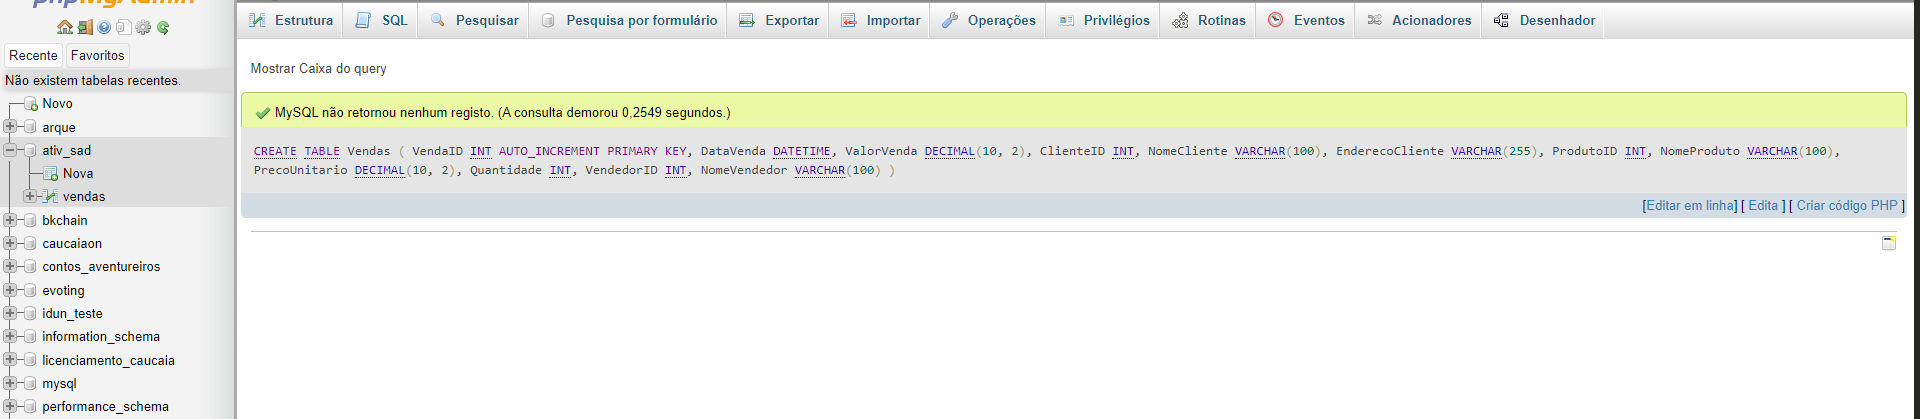 phpMyAdmin
Estrutura SQL Pesquisar Pesquisa por formulário Exportar Importar Operações Privilégios Rotinas Eventos Acionadores Desenhador
Recente Favoritos
Não existem tabelas recentes.
Novo
arque
ativ_sad
Nova
vendas
bkchain
caucaiaon
contos_aventureiros
evoting
idun_teste
information_schema
licenciamento_caucaia
mysql
performance_schema
Mostrar Caixa do query
MySQL não retornou nenhum registo. (A consulta demorou 0,2549 segundos.)
CREATE TABLE Vendas ( VendaID INT AUTO_INCREMENT PRIMARY KEY, DataVenda DATETIME, ValorVenda DECIMAL(10, 2), ClienteID INT, NomeCliente VARCHAR(100), EnderecoCliente VARCHAR(255), ProdutoID INT, NomeProduto VARCHAR(100),
PrecoUnitario DECIMAL(10, 2), Quantidade INT, VendedorID INT, NomeVendedor VARCHAR(100) )
[Editar em linha] [ Edita ] [ Criar código PHP ]